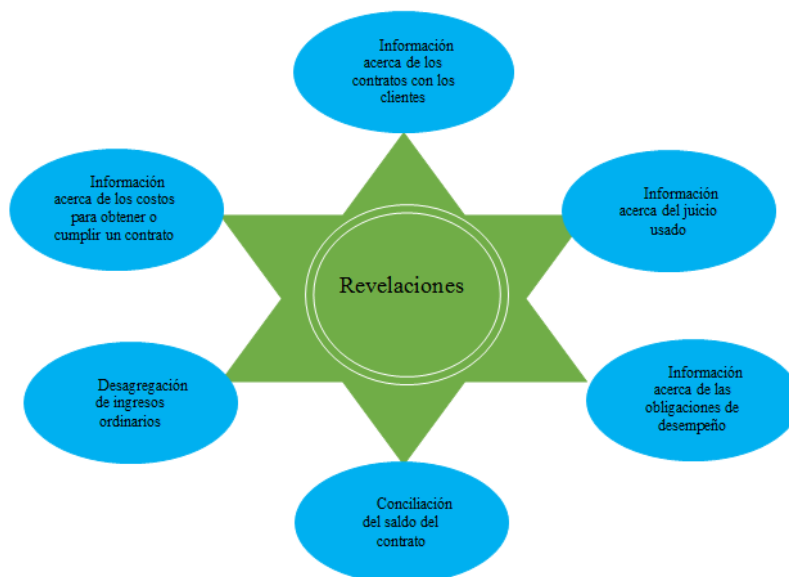 Información
acerca de los
contratos con los
clientes
Información
acerca de los costos
para obtener o
cumplir un contrato
Información
acerca del juicio
usado
Revelaciones
Desagregación
de ingresos
ordinarios
Información
acerca de las
obligaciones de
desempeño
Conciliación
del saldo del
contrato